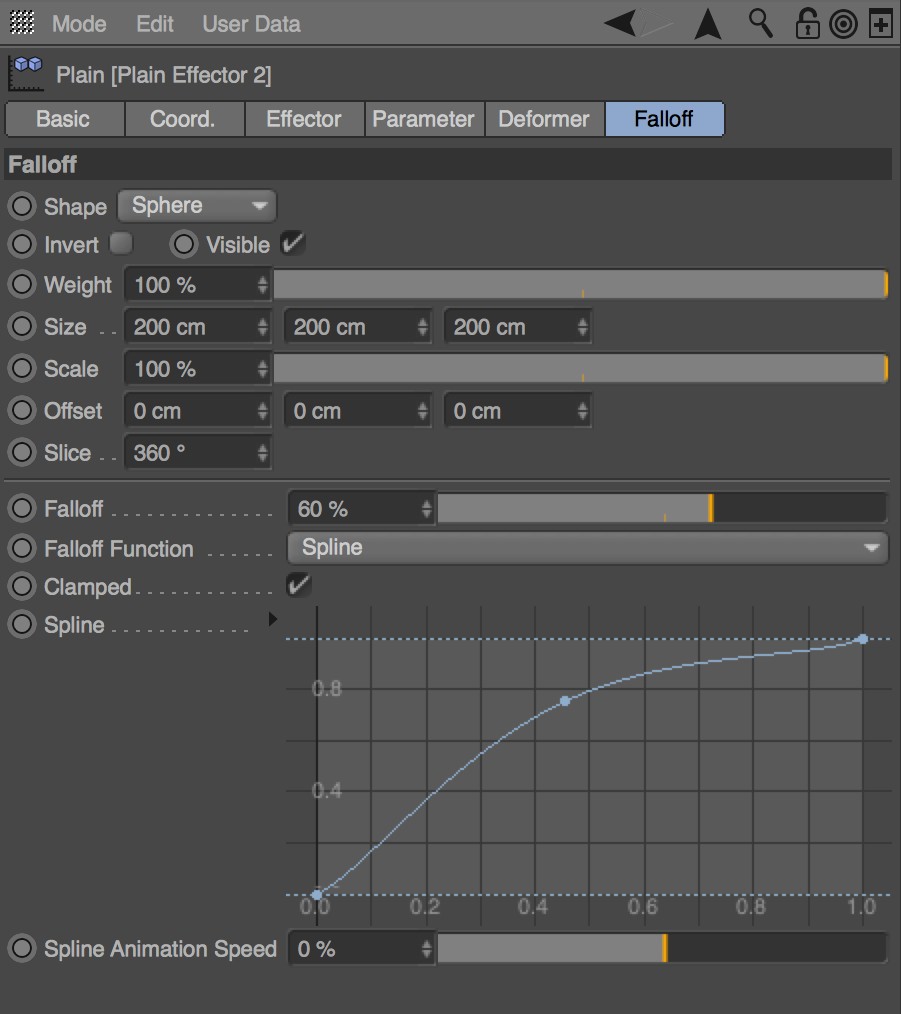 Mode Edit User Data
Plain [Plain Effector 2]
Basic Coord. Effector Parameter Deformer Falloff
Falloff
Shape Sphere
Invert Visible
Weight 100 %
Size . . 200 cm 200 cm 200 cm
Scale 100 %
Offset 0 cm 0 cm 0 cm
Slice . . 360 °
Falloff . . . . . . . . . . . . . 60 %
Falloff Function . . . . . . Spline
Clamped . . . . . . . . . . .
Spline . . . . . . . . . . .
0.8
0.4
0.0 0.2 0.4 0.6 0.8 1.0
Spline Animation Speed 0 %